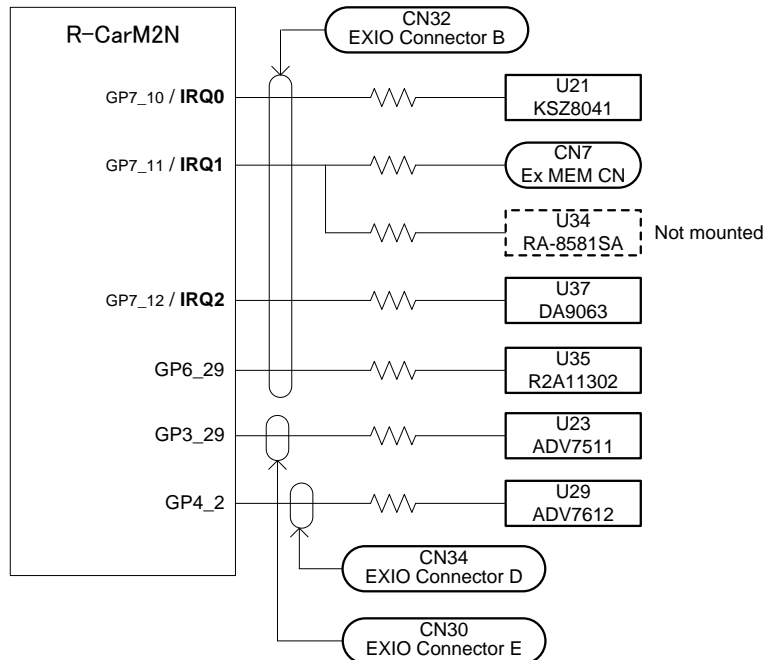 CN32
EXIO Connector B
R-CarM2N
GP7_10 / IRQ0
U21
KSZ8041
GP7_11 / IRQ1
CN7
Ex MEM CN
U34
RA-8581SA
Not mounted
GP7_12 / IRQ2
U37
DA9063
GP6_29
U35
R2A11302
GP3_29
U23
ADV7511
GP4_2
U29
ADV7612
CN34
EXIO Connector D
CN30
EXIO Connector E